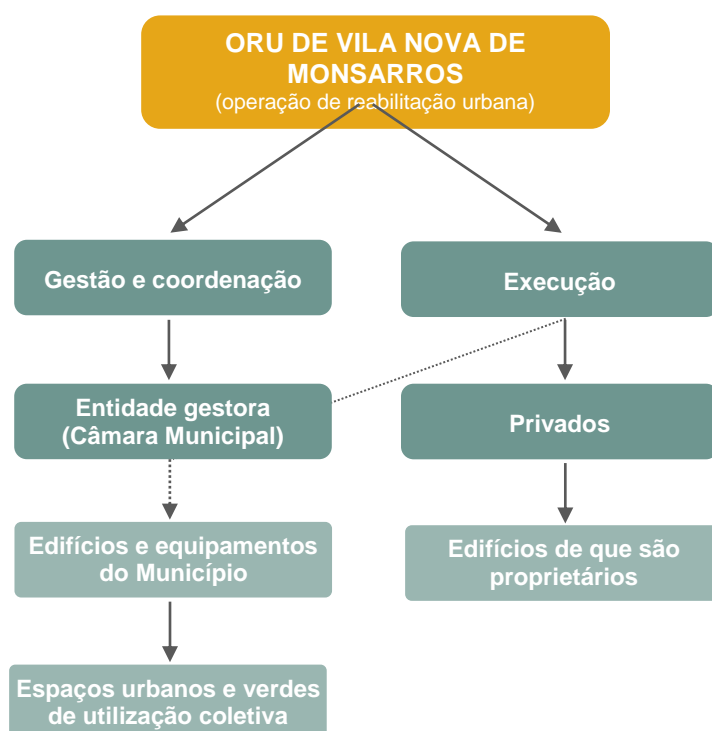 ORU DE VILA NOVA DE
MONSARROS
(operação de reabilitação urbana)
Gestão e coordenação
Execução
Entidade gestora
(Câmara Municipal)
Privados
Edifícios e equipamentos
do Município
Edifícios de que são
proprietários
Espaços urbanos e verdes
de utilização coletiva